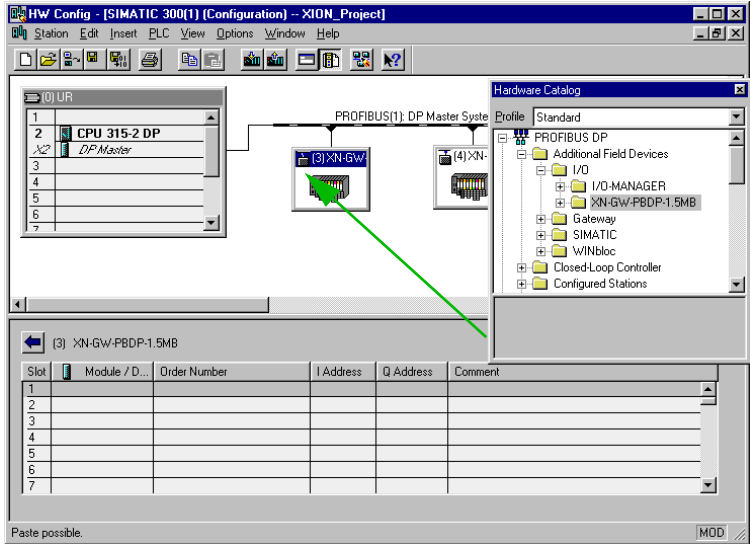 HW Config - [SIMATIC 300(1) (Configuration) -- XION_Project]
Station Edit Insert PLC View Options Window Help
(0) UR
1
2 CPU 315-2 DP
X2 DP Master
3
4
5
6
7
PROFIBUS(1): DP Master Syste
(3) XN-GW-
(4) XN-
Hardware Catalog
Profile Standard
PROFIBUS DP
Additional Field Devices
I/O
I/O-MANAGER
XN-GW-PBDP-1.5MB
Gateway
SIMATIC
WINbloc
Closed-Loop Controller
Configured Stations
(3) XN-GW-PBDP-1.5MB
Slot Module / D... Order Number I Address Q Address Comment
1
2
3
4
5
6
7
Paste possible. MOD